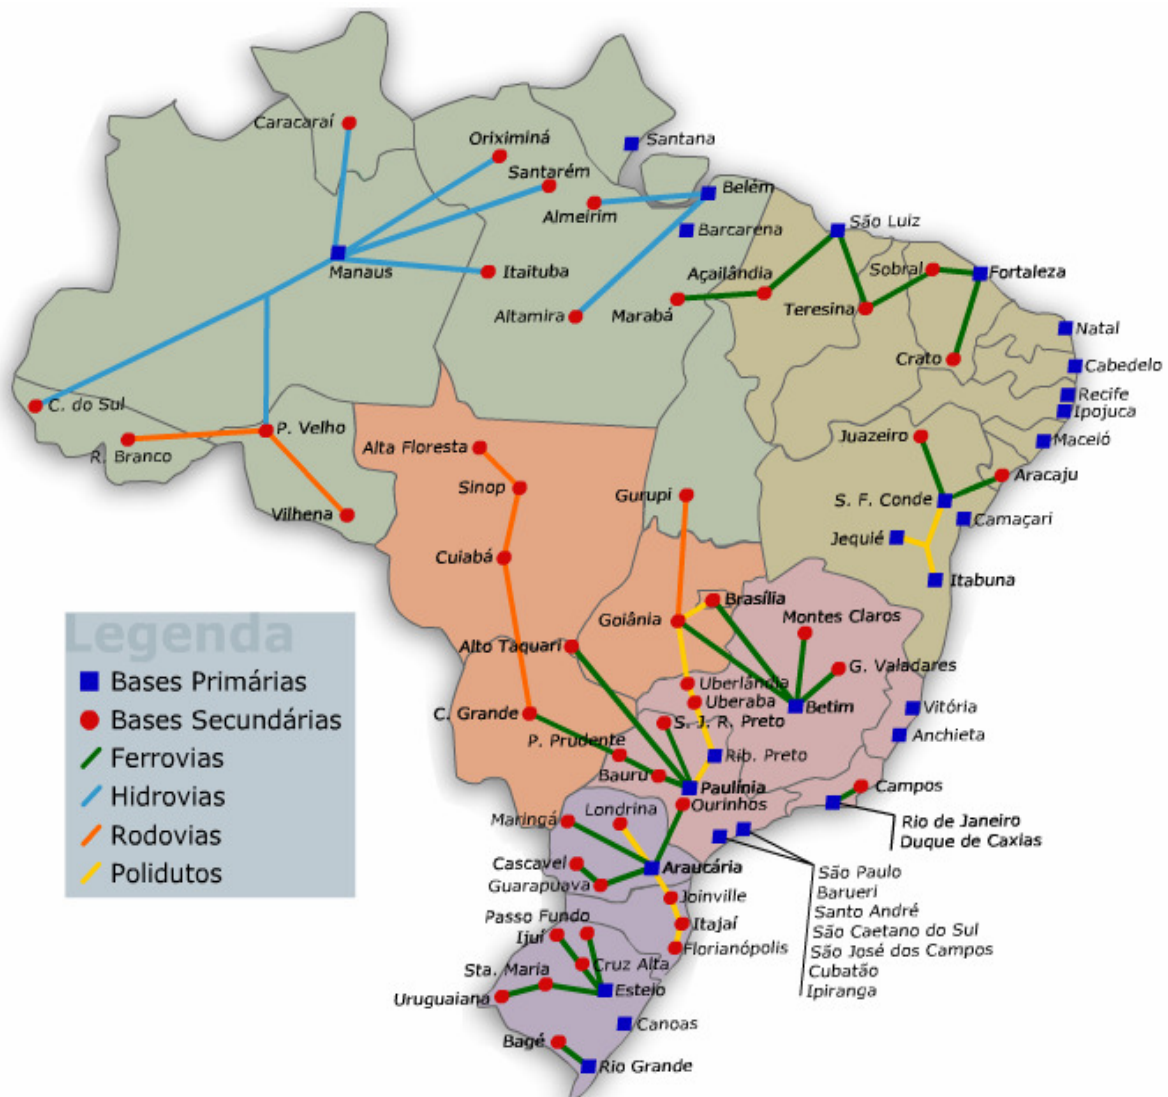 Caracaraí
Oriximiná
Santana
Santarém
Belém
Almeirim
Barcarena
São Luiz
Manaus
Itaituba
Açailândia
Sobral
Fortaleza
Altamira
Marabá
Teresina
Natal
Crato
Cabedelo
C. do Sul
Recife
Ipojuca
P. Velho
Juazeiro
Maceió
R. Branco
Alta Floresta
Aracaju
Sinop
Gurupi
S. F. Conde
Vilhena
Camaçari
Jequié
Cuiabá
Itabuna
Brasília
Goiânia
Montes Claros
Alto Taquari
G. Valadares
Uberlândia
Uberaba
Betim
Vitória
C. Grande
S. J. R. Preto
Anchieta
P. Prudente
Rib. Preto
Bauru
Paulínia
Campos
Ourinhos
Londrina
Maringá
Rio de Janeiro
Duque de Caxias
Cascavel
Araucária
Guarapuava
São Paulo
Barueri
Santo André
São Caetano do Sul
São José dos Campos
Cubatão
Ipiranga
Joinville
Passo Fundo
Itajaí
Ijuí
Florianópolis
Sta. Maria
Cruz Alta
Uruguaiana
Esteio
Canoas
Bagé
Rio Grande
Legenda
Bases Primárias
Bases Secundárias
Ferrovias
Hidrovias
Rodovias
Polidutos